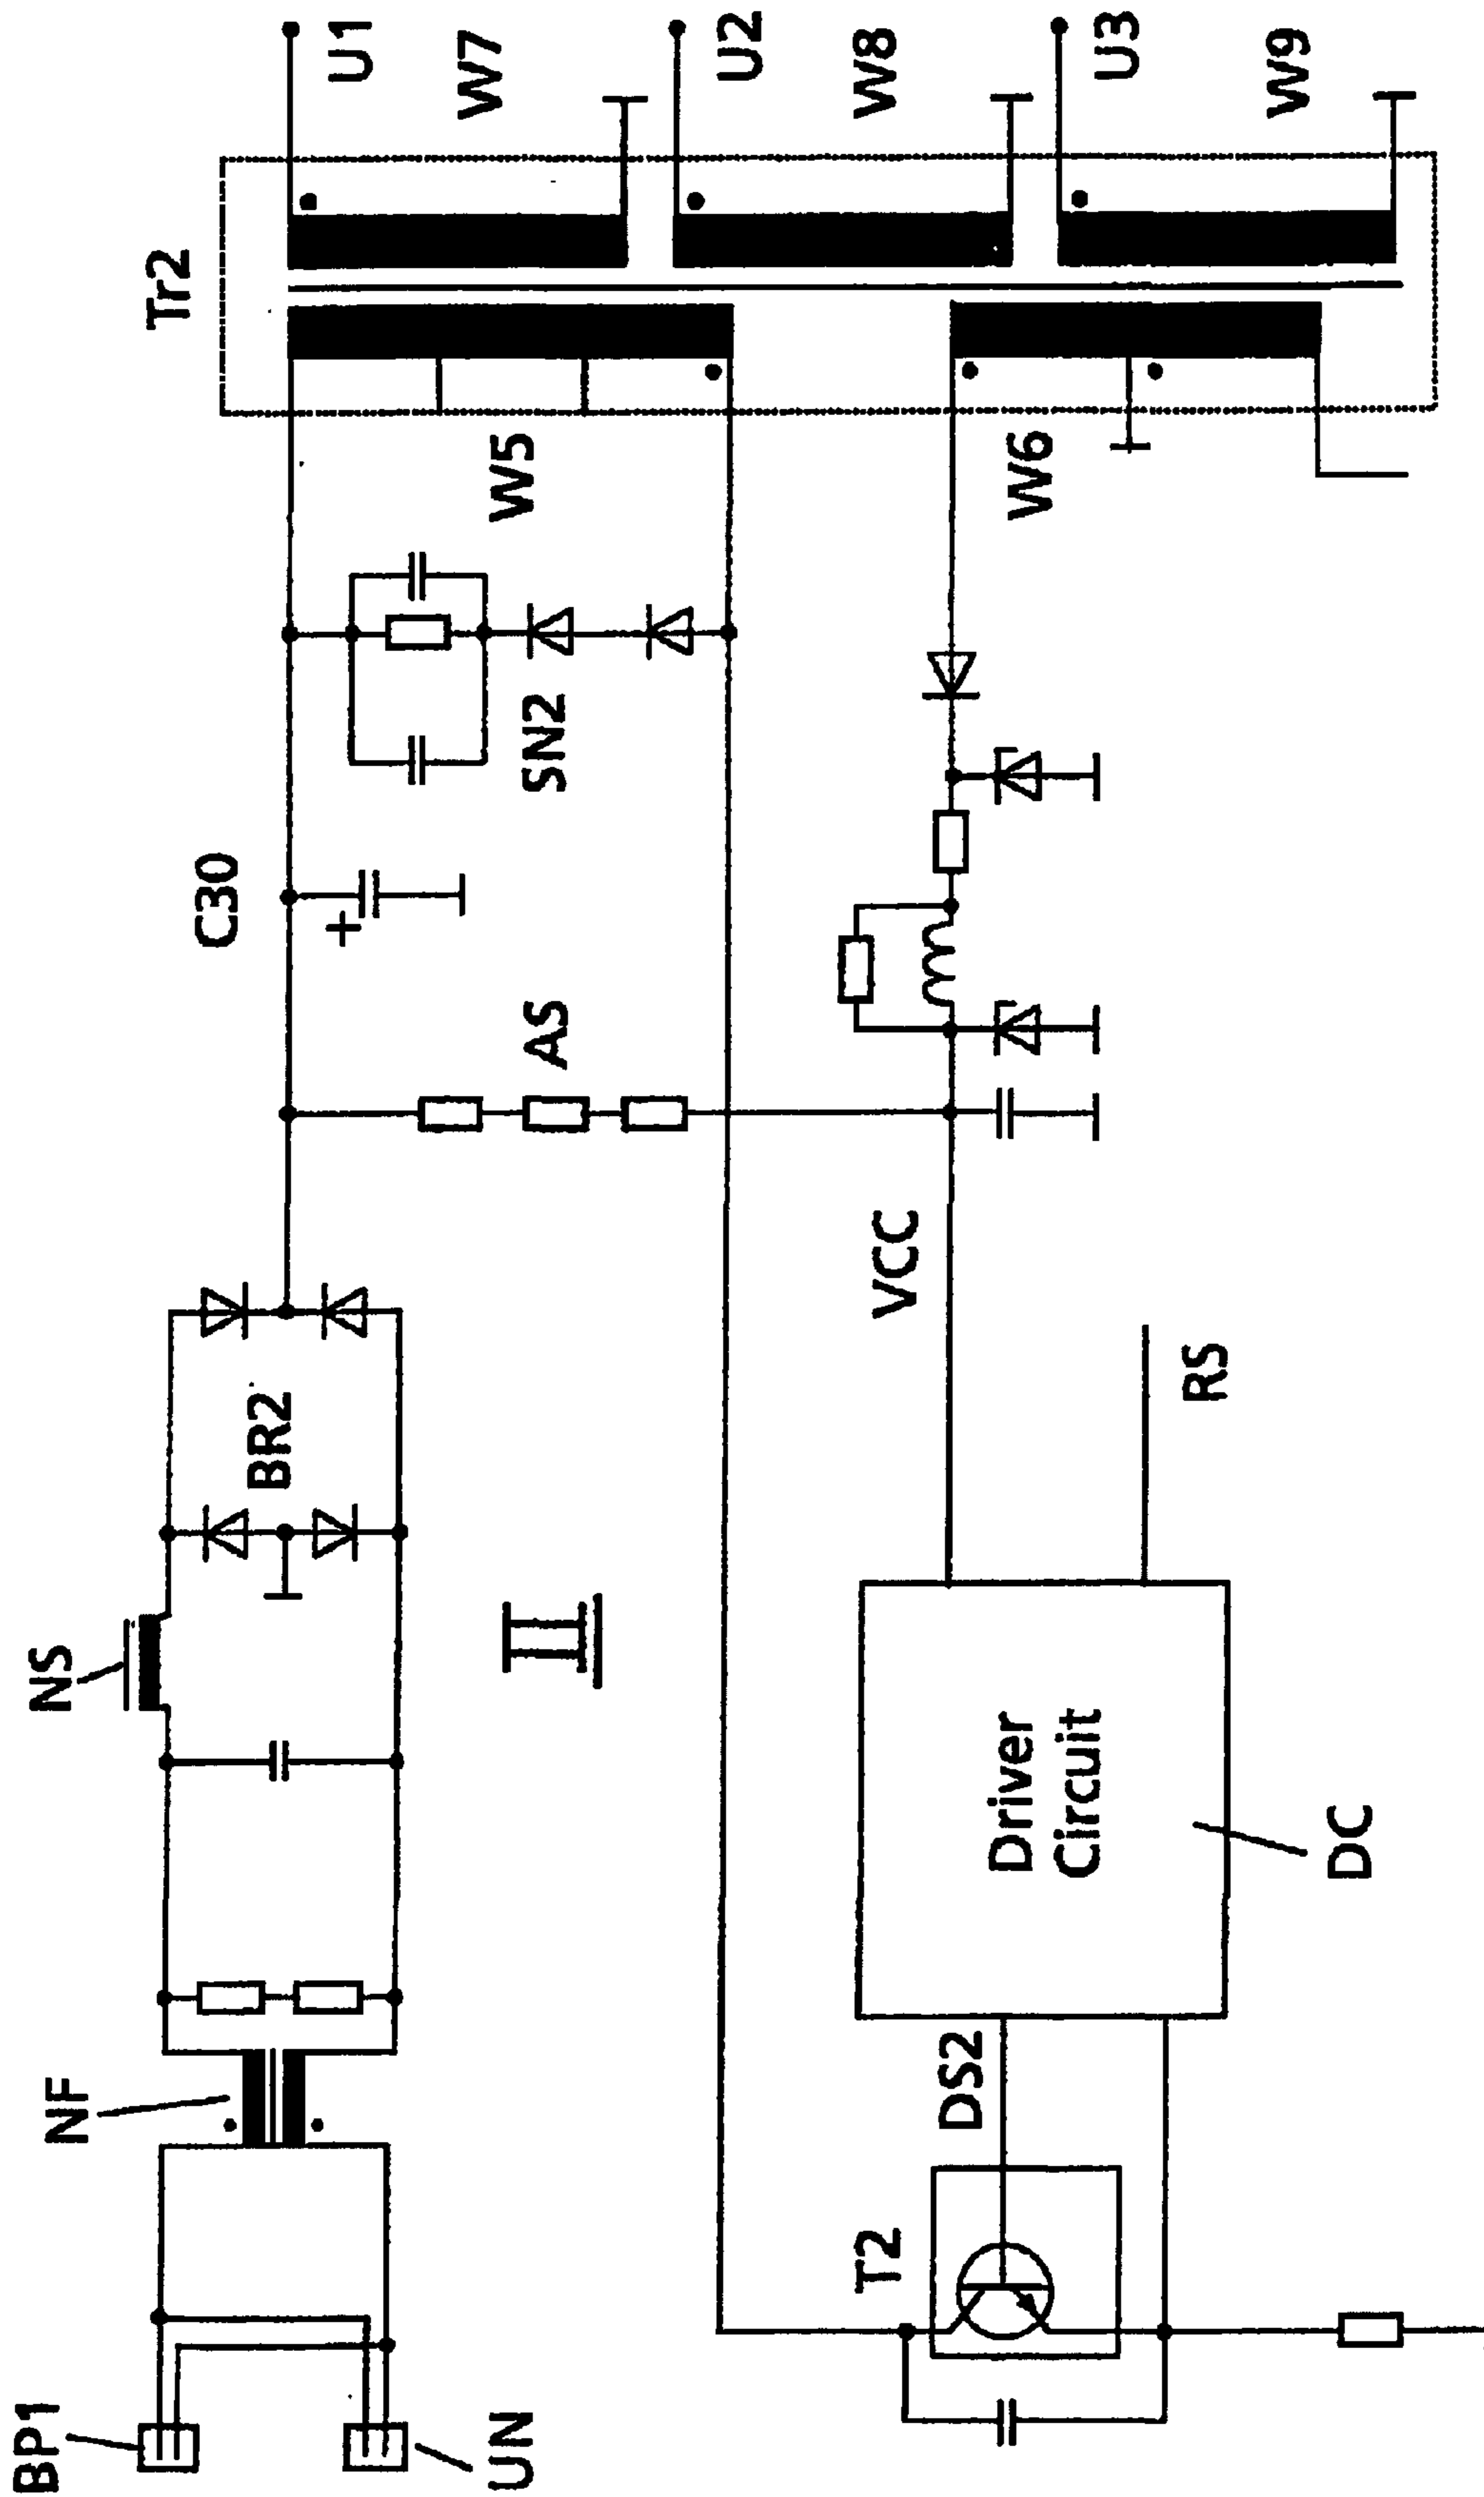 BP1
UN
NF
NS
BR2
II
C30
AS
SN2
W5
Tr2
U1
W7
U2
W8
U3
W9
W6
VCC
RS
Driver
Circuit
DC
DS2
T2
+